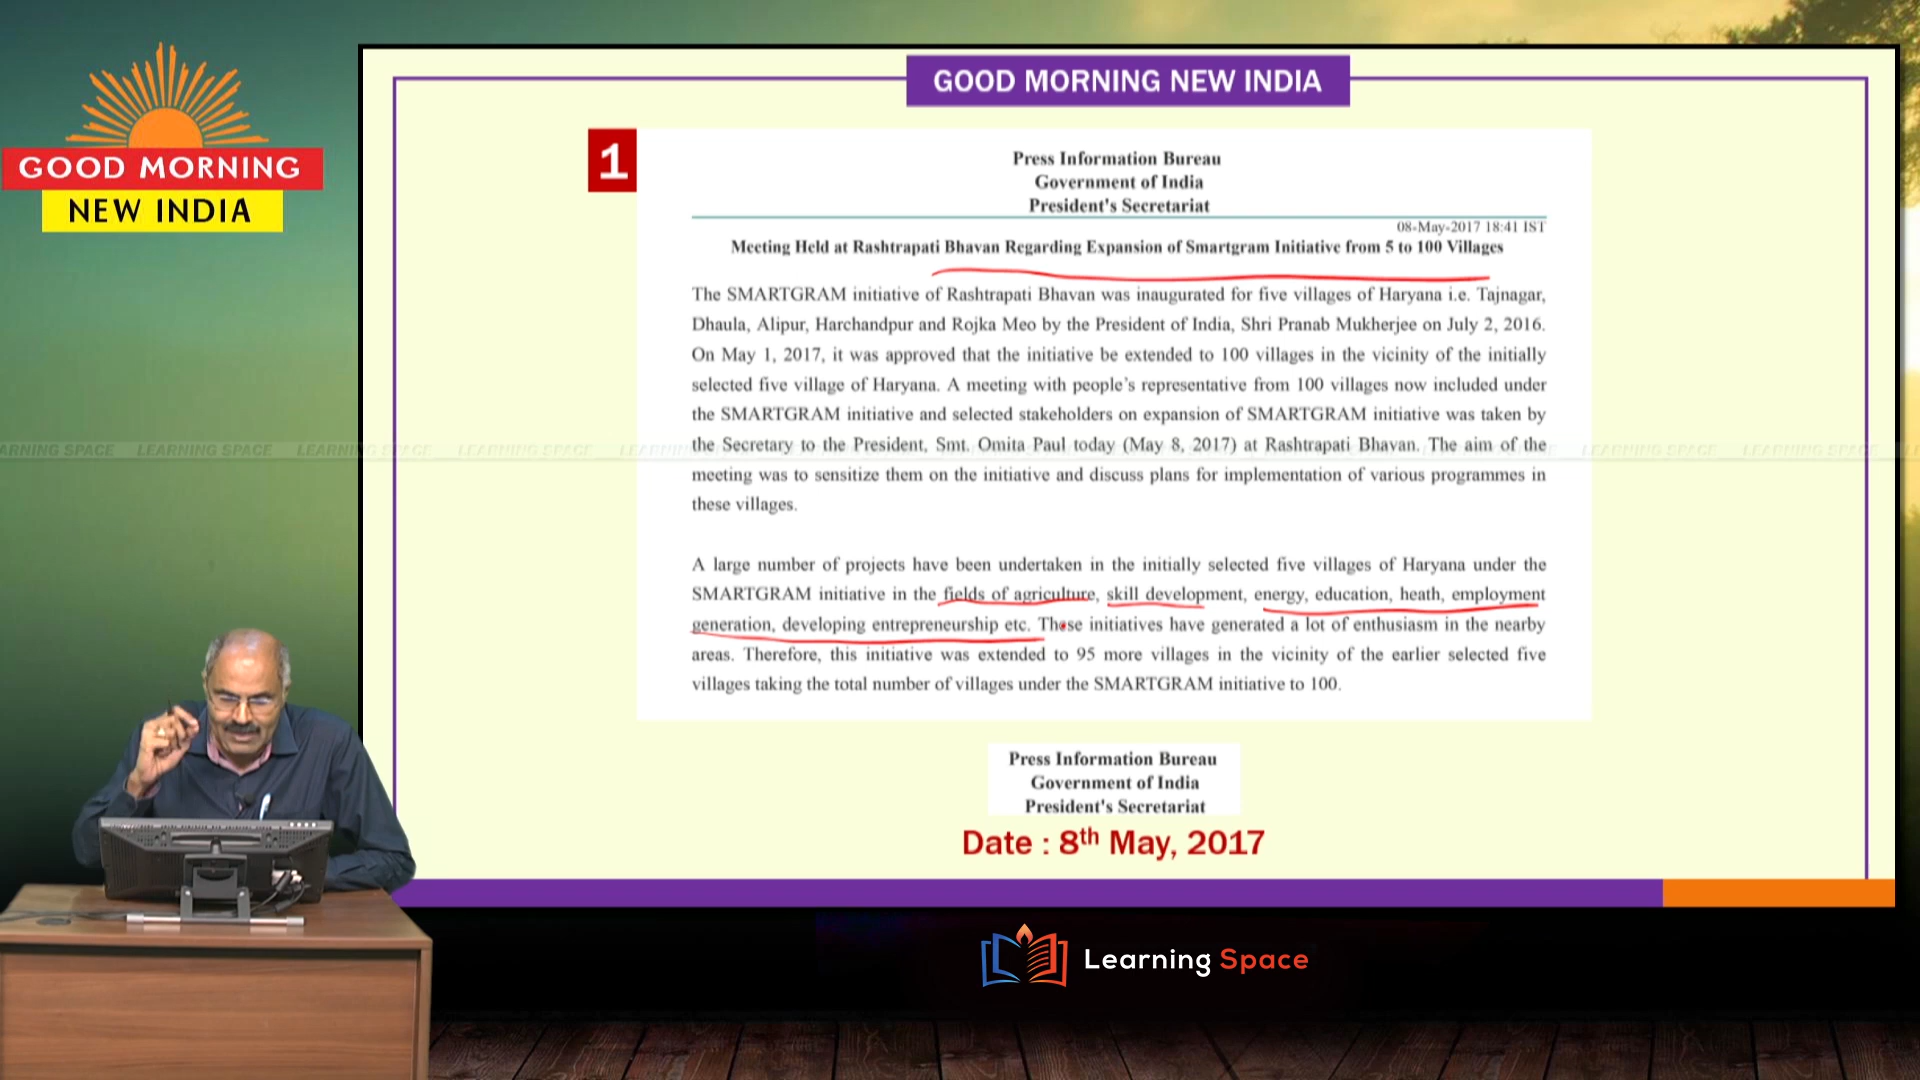 GOOD MORNING
NEW INDIA
GOOD MORNING NEW INDIA
1
Press Information Bureau
Government of India
President's Secretariat
08-May-2017 18:41 IST
Meeting Held at Rashtrapati Bhavan Regarding Expansion of Smartgram Initiative from 5 to 100 Villages
The SMARTGRAM initiative of Rashtrapati Bhavan was inaugurated for five villages of Haryana i.e. Tajnagar,
Dhaula, Alipur, Harchandpur and Rojka Meo by the President of India, Shri Pranab Mukherjee on July 2, 2016.
On May 1, 2017, it was approved that the initiative be extended to 100 villages in the vicinity of the initially
selected five village of Haryana. A meeting with people's representative from 100 villages now included under
the SMARTGRAM initiative and selected stakeholders on expansion of SMARTGRAM initiative was taken by
the Secretary to the President, Smt. Omita Paul today (May 8, 2017) at Rashtrapati Bhavan. The aim of the
meeting was to sensitize them on the initiative and discuss plans for implementation of various programmes in
these villages.
A large number of projects have been undertaken in the initially selected five villages of Haryana under the
SMARTGRAM initiative in the fields of agriculture, skill development, energy, education, heath, employment
generation, developing entrepreneurship etc. These initiatives have generated a lot of enthusiasm in the nearby
areas. Therefore, this initiative was extended to 95 more villages in the vicinity of the earlier selected five
villages taking the total number of villages under the SMARTGRAM initiative to 100.
Press Information Bureau
Government of India
President's Secretariat
Date : 8th May, 2017
ARNING SPACE LEARNING SPACE LEARNING SPACE LEARNING SPACE LEARNING SPACE LEARNING SPACE
Learning Space